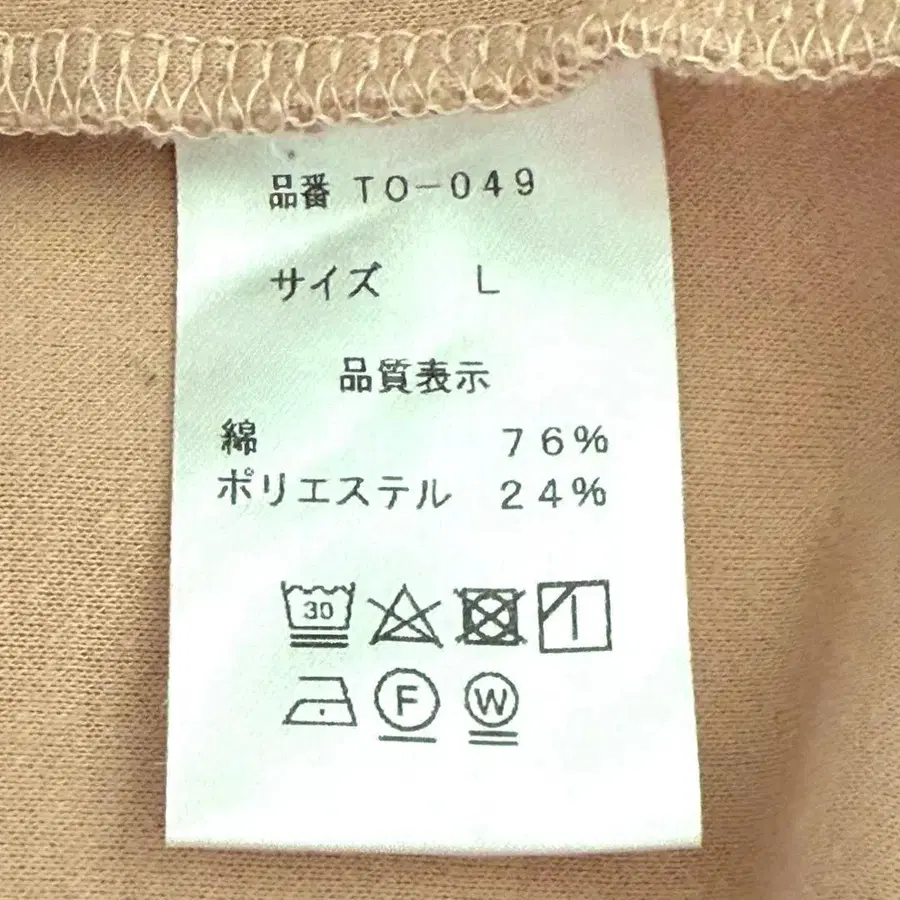 品番 TO-049
サイズ L
品質表示
綿 76%
ポリエステル 24%
30
F W